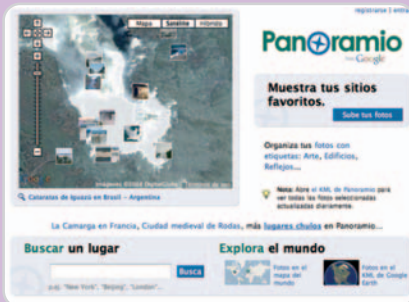 registrarse | entrar
Mapa Satélite Híbrido
Panoramio
from Google
Muestra tus sitios
favoritos.
Sube tus fotos
Organiza tus fotos con
etiquetas: Arte, Edificios,
Reflejos...
Nota: Abre el KML de Panoramio para
ver todas las fotos seleccionadas
actualizadas diariamente.
Cataratas de Iguazú en Brasil - Argentina
La Camarga en Francia, Ciudad medieval de Rodas, más lugares chulos en Panoramio...
Buscar un lugar
Busca
p.ej. "New York", "Beijing", "London"...
Explora el mundo
Fotos en el
mapa del
mundo
Fotos en el
KML de Google
Earth